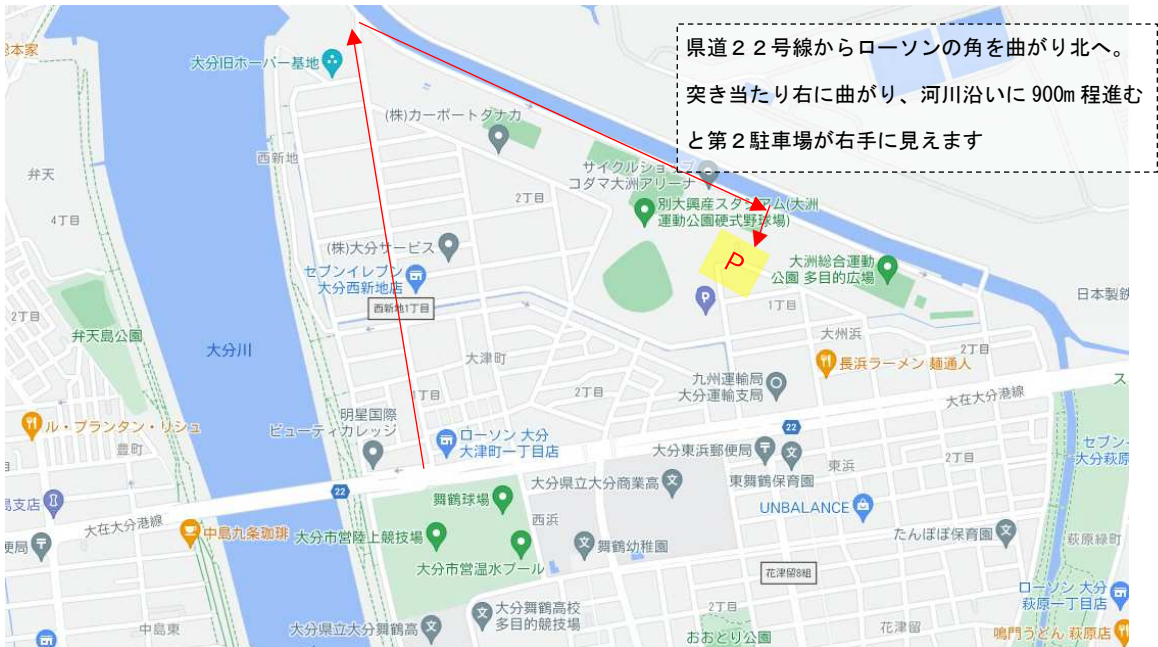 県道２２号線からローソンの角を曲がり北へ。
突き当たり右に曲がり、河川沿いに 900m 程進む
と第２駐車場が右手に見えます
総本家
大分旧ホーバー基地
(株)カーポートタナカ
西新地
弁天
4丁目
2丁目
サイクルショップ
コダマ大洲アリーナ
別大興産スタジアム(大洲
運動公園硬式野球場)
(株)大分サービス
セブンイレブン
大分西新地店
西新地1丁目
P
P
大洲総合運動
公園 多目的広場
1丁目
日本製鉄
2丁目
弁天島公園
大分川
大津町
大州浜
2丁目
長浜ラーメン 麺通人
九州運輸局
大分運輸支局
1丁目
2丁目
ス
大在大分港線
ル・プランタン・リシュ
豊町
明星国際
ビューティカレッジ
ローソン 大分
大津町一丁目店
22
大分東浜郵便局
東舞鶴保育園
東浜
2丁目
セブン-
大分萩原
島支店
22
舞鶴球場
大分県立大分商業高
西浜
UNBALANCE
大在大分港線
中島九条珈琲
大分市営陸上競技場
便局
大分市営温水プール
舞鶴幼稚園
たんぽぽ保育園
萩原緑町
花津留8組
ローソン 大分
萩原一丁目店
中島東
大分県立大分舞鶴高
大分舞鶴高校
多目的競技場
2丁目
おおとり公園
花津留
鳴門うどん 萩原店